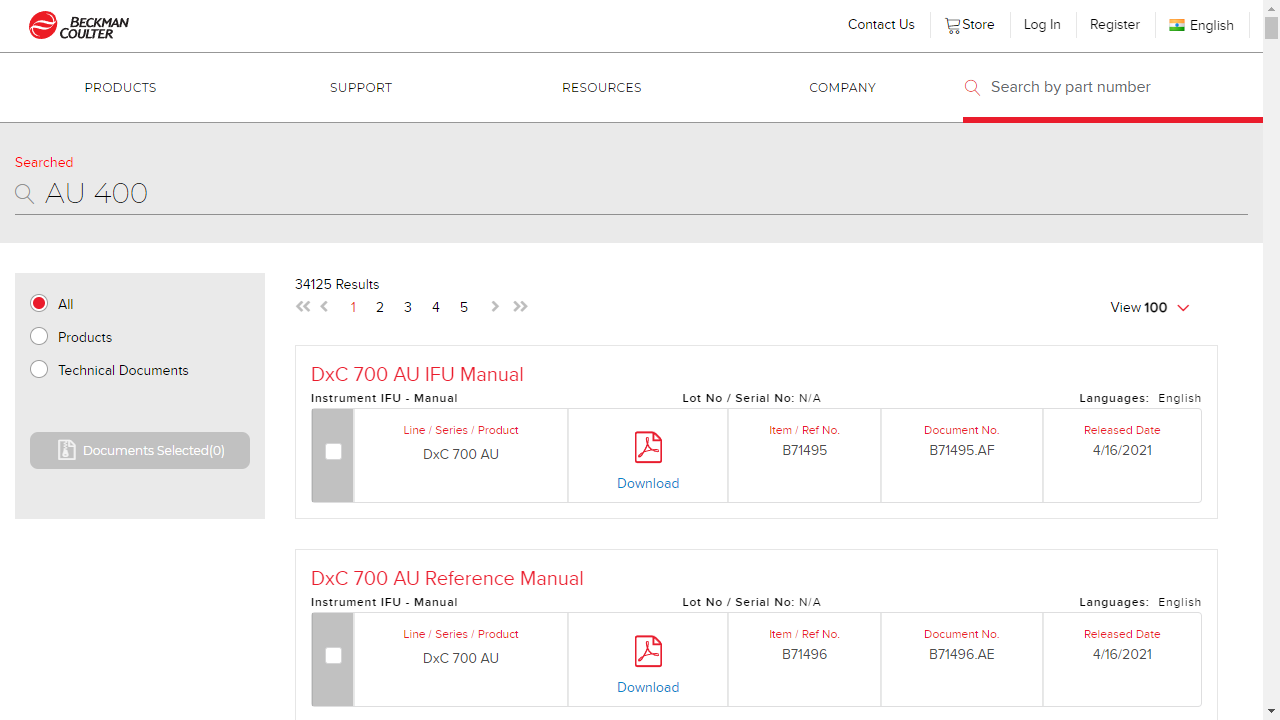 BECKMAN
COULTER
Contact Us
Store
Log In
Register
English
PRODUCTS
SUPPORT
RESOURCES
COMPANY
Search by part number
Searched
AU 400
All
Products
Technical Documents
Documents Selected(0)
34125 Results
1 2 3 4 5
View 100
DxC 700 AU IFU Manual
Instrument IFU - Manual
Lot No / Serial No: N/A
Languages: English
Line / Series / Product
DxC 700 AU
Download
Item / Ref No.
B71495
Document No.
B71495.AF
Released Date
4/16/2021
DxC 700 AU Reference Manual
Instrument IFU - Manual
Lot No / Serial No: N/A
Languages: English
Line / Series / Product
DxC 700 AU
Download
Item / Ref No.
B71496
Document No.
B71496.AE
Released Date
4/16/2021